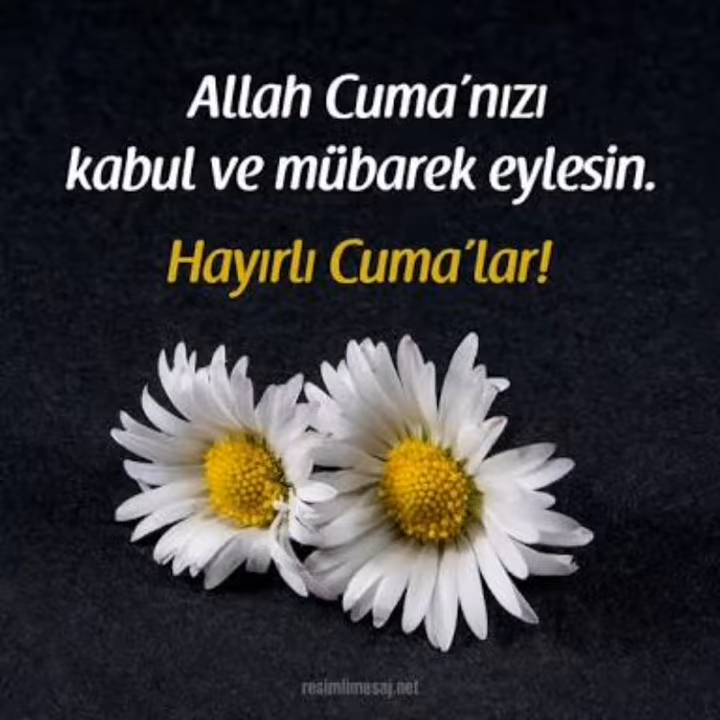 Allah Cuma'nızı
kabul ve mübarek eylesin.
Hayırlı Cuma'lar!
resimlimesaj.net